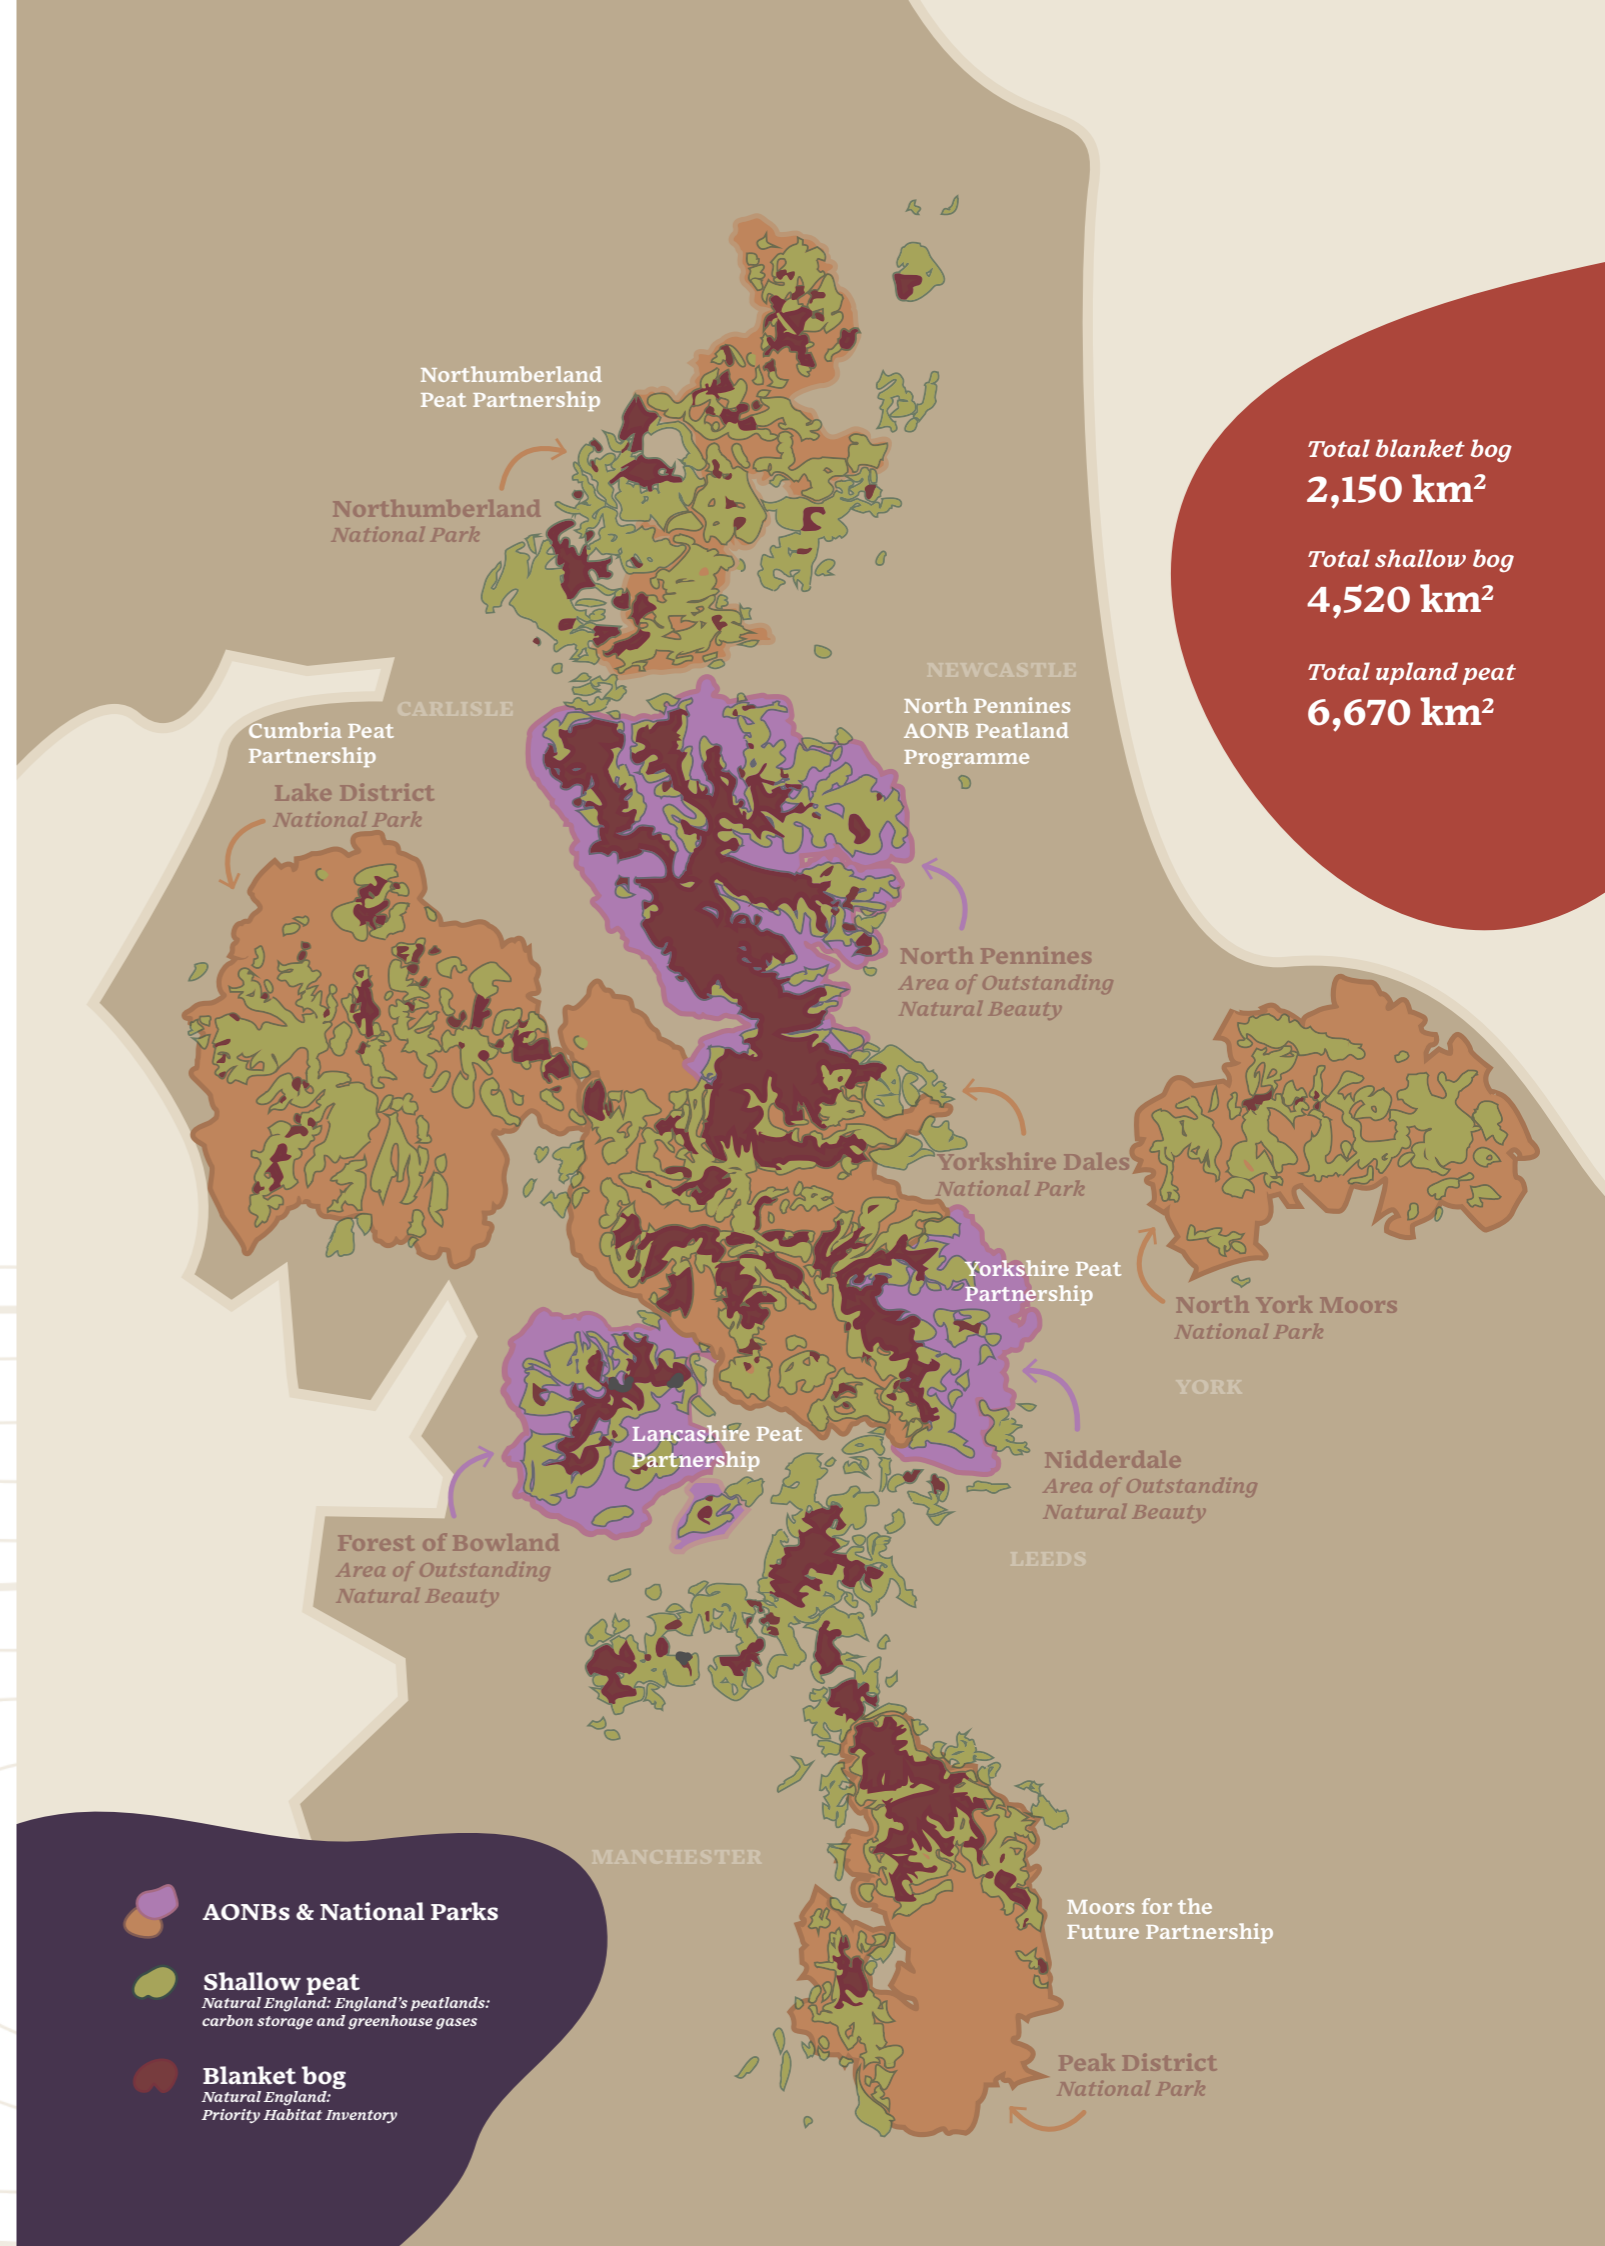 Northumberland
Peat Partnership
Northumberland
National Park
Total blanket bog
2,150 km²
Total shallow bog
4,520 km²
Total upland peat
6,670 km²
NEWCASTLE
CARLISLE
North Pennines
AONB Peatland
Programme
Cumbria Peat
Partnership
Lake District
National Park
North Pennines
Area of Outstanding
Natural Beauty
Yorkshire Dales
National Park
Yorkshire Peat
Partnership
North York Moors
National Park
YORK
Lancashire Peat
Partnership
Nidderdale
Area of Outstanding
Natural Beauty
Forest of Bowland
Area of Outstanding
Natural Beauty
LEEDS
MANCHESTER
Moors for the
Future Partnership
Peak District
National Park
AONBs & National Parks
Shallow peat
Natural England: England's peatlands:
carbon storage and greenhouse gases
Blanket bog
Natural England:
Priority Habitat Inventory